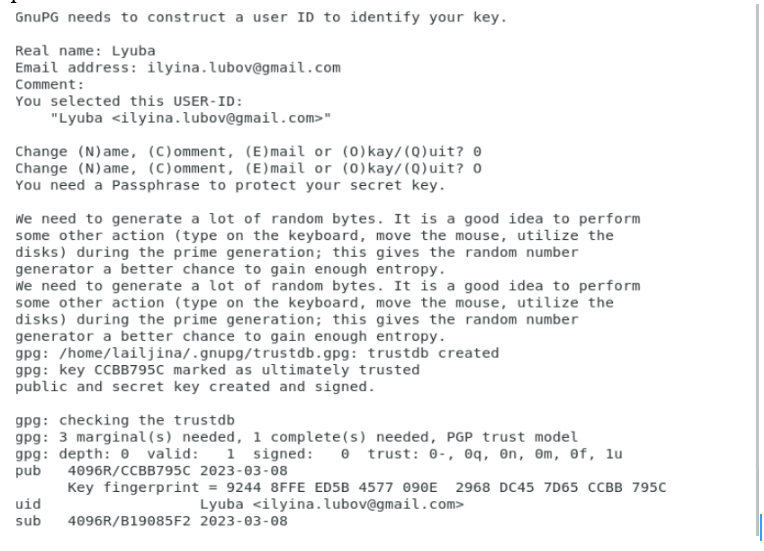 GnuPG needs to construct a user ID to identify your key.
Real name: Lyuba
Email address: ilyina.lubov@gmail.com
Comment:
You selected this USER-ID:
"Lyuba <ilyina.lubov@gmail.com>"
Change (N)ame, (C)omment, (E)mail or (O)kay/(Q)uit? 0
Change (N)ame, (C)omment, (E)mail or (O)kay/(Q)uit? O
You need a Passphrase to protect your secret key.
We need to generate a lot of random bytes. It is a good idea to perform
some other action (type on the keyboard, move the mouse, utilize the
disks) during the prime generation; this gives the random number
generator a better chance to gain enough entropy.
We need to generate a lot of random bytes. It is a good idea to perform
some other action (type on the keyboard, move the mouse, utilize the
disks) during the prime generation; this gives the random number
generator a better chance to gain enough entropy.
gpg: /home/lailjina/.gnupg/trustdb.gpg: trustdb created
gpg: key CCBB795C marked as ultimately trusted
public and secret key created and signed.
gpg: checking the trustdb
gpg: 3 marginal(s) needed, 1 complete(s) needed, PGP trust model
gpg: depth: 0  valid:   1  signed:   0  trust: 0-, 0q, 0n, 0m, 0f, 1u
pub   4096R/CCBB795C 2023-03-08
Key fingerprint = 9244 8FFE ED5B 4577 090E  2968 DC45 7D65 CCBB 795C
uid                  Lyuba <ilyina.lubov@gmail.com>
sub   4096R/B19085F2 2023-03-08